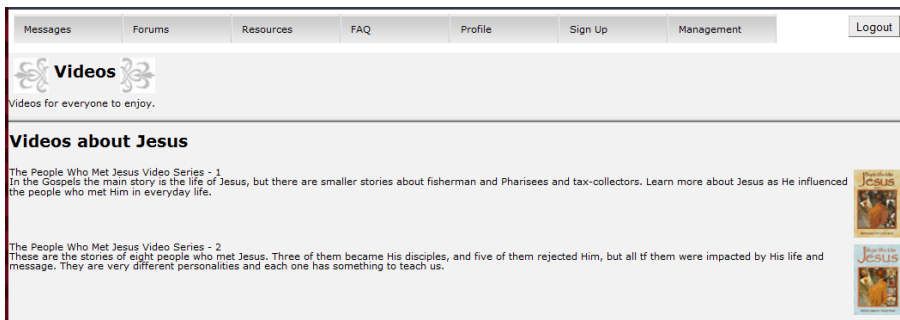 Messages Forums Resources FAQ Profile Sign Up Management Logout
Videos
Videos for everyone to enjoy.
Videos about Jesus
The People Who Met Jesus Video Series - 1
In the Gospels the main story is the life of Jesus, but there are smaller stories about fisherman and Pharisees and tax-collectors. Learn more about Jesus as He influenced
the people who met Him in everyday life.
Jesus
The People Who Met Jesus Video Series - 2
These are the stories of eight people who met Jesus. Three of them became His disciples, and five of them rejected Him, but all tf them were impacted by His life and
message. They are very different personalities and each one has something to teach us.
Jesus